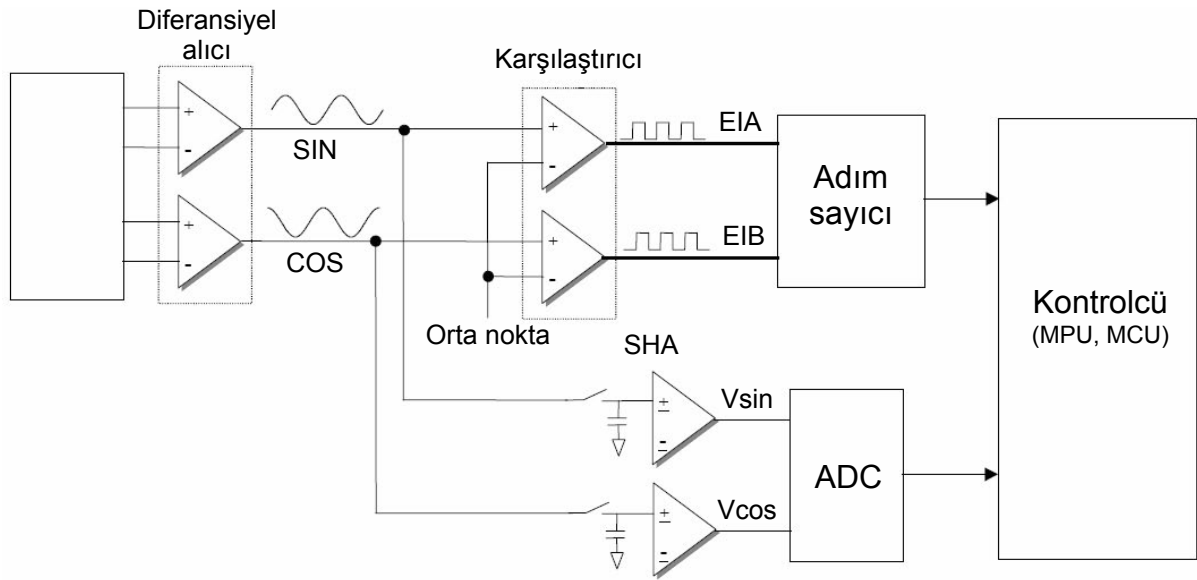 Diferansiyel
alıcı
Karşılaştırıcı
+
-
SIN
+
-
EIA
Adım
sayıcı
+
-
COS
+
-
EIB
Kontrolcü
(MPU, MCU)
Orta nokta
SHA
+
-
Vsin
ADC
+
-
Vcos